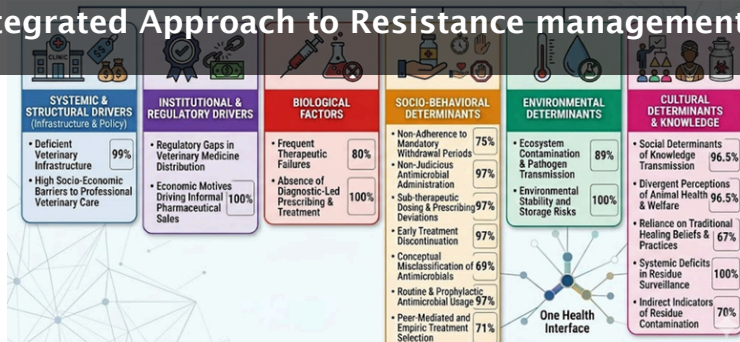 tegrated Approach to Resistance management
CLINIC
SYSTEMIC &
STRUCTURAL DRIVERS
(Infrastructure & Policy)
• Deficient
Veterinary
Infrastructure
99%
• High Socio-Economic
Barriers to Professional
Veterinary Care
INSTITUTIONAL &
REGULATORY DRIVERS
• Regulatory Gaps in
Veterinary Medicine
Distribution
• Economic Motives
Driving Informal
Pharmaceutical
Sales
100%
BIOLOGICAL
FACTORS
• Frequent
Therapeutic
Failures
80%
• Absence of
Diagnostic-Led
Prescribing &
Treatment
100%
SOCIO-BEHAVIORAL
DETERMINANTS
• Non-Adherence to
Mandatory
Withdrawal Periods
75%
• Non-Judicious
Antimicrobial
Administration
97%
• Sub-therapeutic
Dosing & Prescribing
Deviations
97%
• Early Treatment
Discontinuation
97%
• Conceptual
Misclassification of
Antimicrobials
69%
• Routine & Prophylactic
Antimicrobial Usage
97%
• Peer-Mediated and
Empiric Treatment
Selection
71%
ENVIRONMENTAL
DETERMINANTS
• Ecosystem
Contamination
& Pathogen
Transmission
89%
• Environmental
Stability and
Storage Risks
100%
One Health
Interface
CULTURAL
DETERMINANTS
& KNOWLEDGE
• Social Determinants
of Knowledge
Transmission
96.5%
• Divergent Perceptions
of Animal Health
& Welfare
96.5%
• Reliance on Traditional
Healing Beliefs &
Practices
67%
• Systemic Deficits
in Residue
Surveillance
100%
• Indirect Indicators
of Residue
Contamination
70%